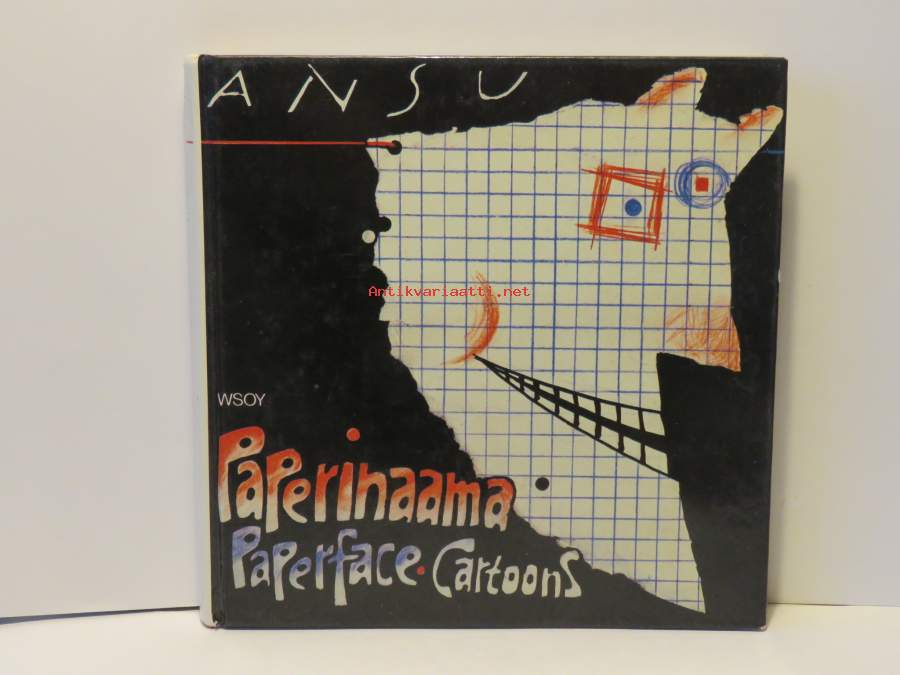 ANSU
Antikvariaatti.net
WSOY
Paperinaama
Paperface. Cartoons